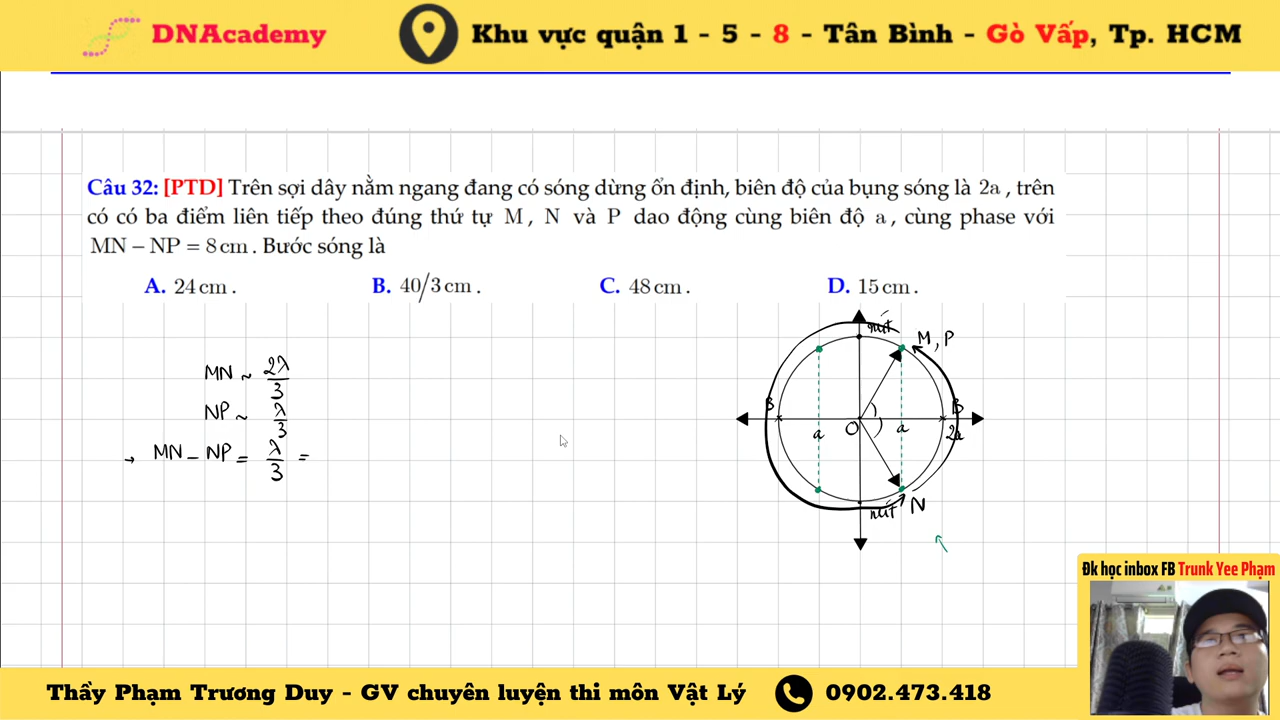 DNAcademy
Khu vực quận 1 - 5 - 8 - Tân Bình - Gò Vấp, Tp. HCM
Câu 32: [PTD] Trên sợi dây nằm ngang đang có sóng dừng ổn định, biên độ của bụng sóng là 2a, trên
có có ba điểm liên tiếp theo đúng thứ tự M, N và P dao động cùng biên độ a, cùng phase với
MN – NP = 8 cm. Bước sóng là
A. 24 cm. B. 40/3 cm. C. 48 cm. D. 15 cm.
nút
M, P
MN ~ 2λ/3
NP ~ λ/3
B B
a O a 2a
→ MN - NP = λ/3 =
nút N
Đk học inbox FB Trunk Yee Phạm
Thầy Phạm Trương Duy - GV chuyên luyện thi môn Vật Lý 0902.473.418